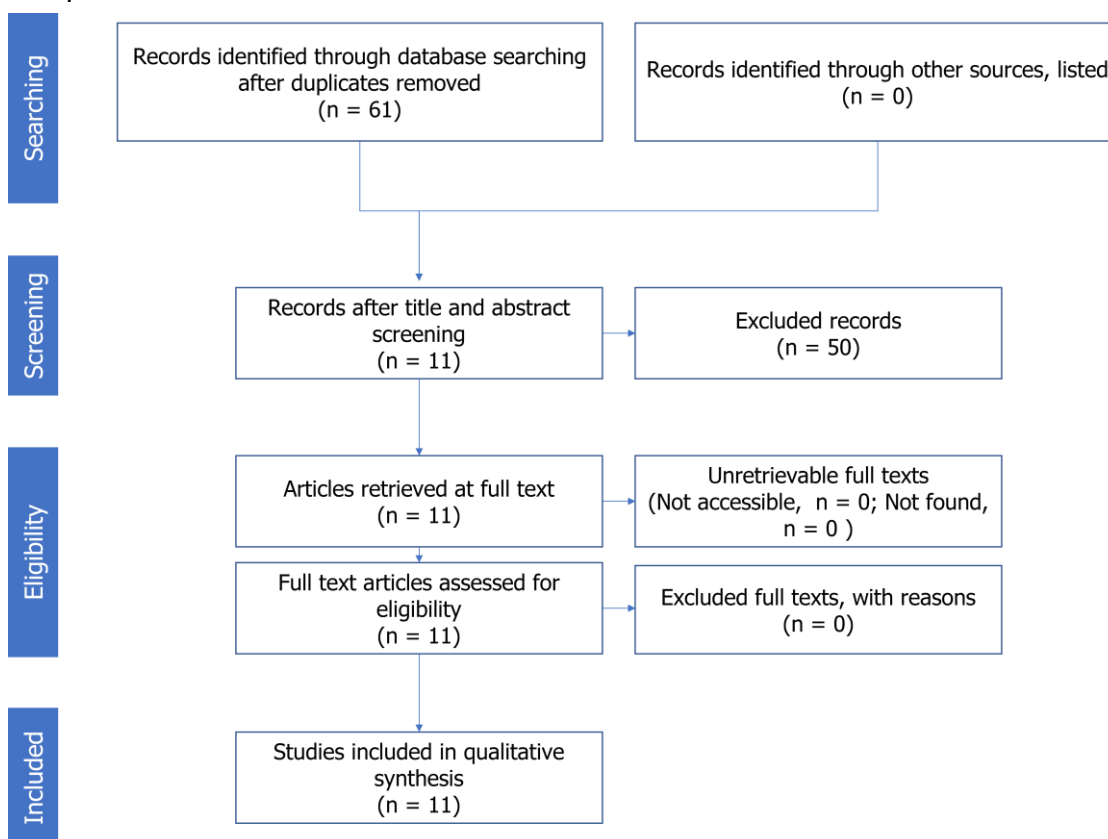 Searching
Records identified through database searching
after duplicates removed
(n = 61)
Records identified through other sources, listed
(n = 0)
Screening
Records after title and abstract
screening
(n = 11)
Excluded records
(n = 50)
Eligibility
Articles retrieved at full text
(n = 11)
Unretrievable full texts
(Not accessible, n = 0; Not found,
n = 0 )
Full text articles assessed for
eligibility
(n = 11)
Excluded full texts, with reasons
(n = 0)
Included
Studies included in qualitative
synthesis
(n = 11)